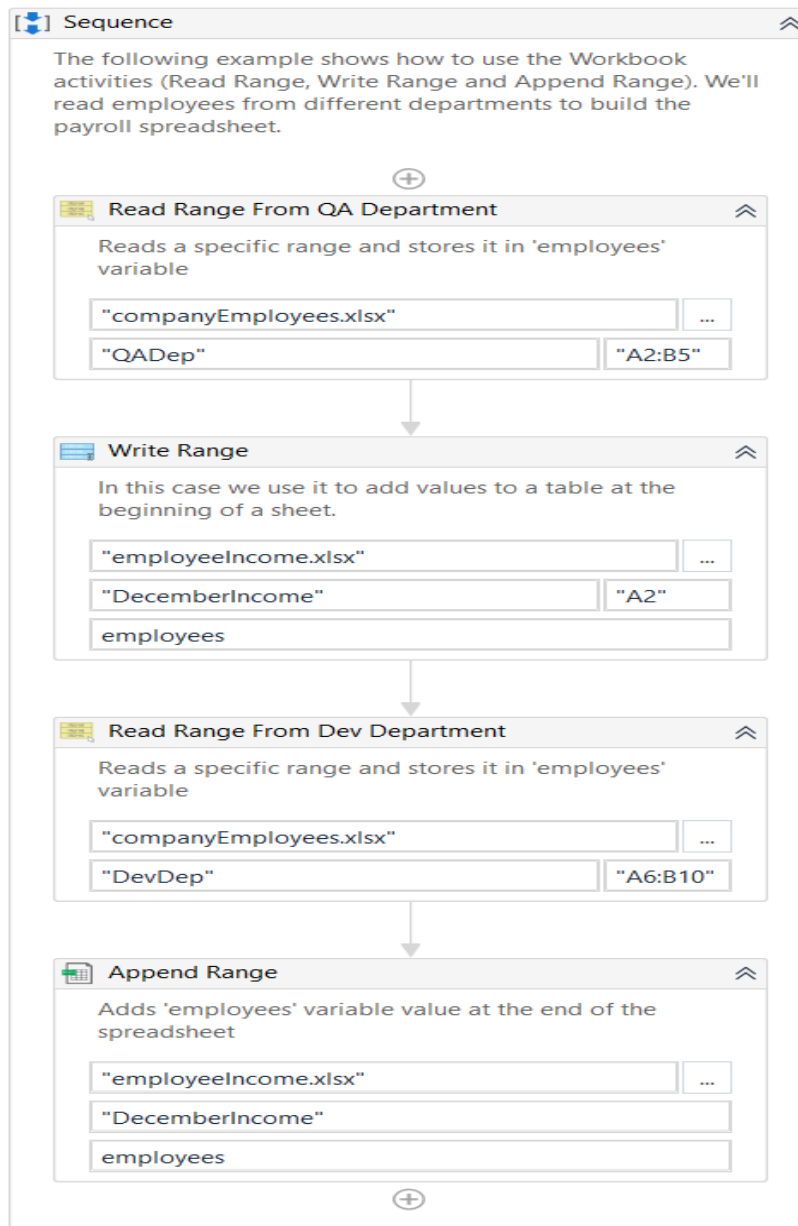 Sequence
The following example shows how to use the Workbook
activities (Read Range, Write Range and Append Range). We'll
read employees from different departments to build the
payroll spreadsheet.
Read Range From QA Department
Reads a specific range and stores it in 'employees'
variable
"companyEmployees.xlsx" ...
"QADep" "A2:B5"
Write Range
In this case we use it to add values to a table at the
beginning of a sheet.
"employeeIncome.xlsx" ...
"DecemberIncome" "A2"
employees
Read Range From Dev Department
Reads a specific range and stores it in 'employees'
variable
"companyEmployees.xlsx" ...
"DevDep" "A6:B10"
Append Range
Adds 'employees' variable value at the end of the
spreadsheet
"employeeIncome.xlsx" ...
"DecemberIncome"
employees